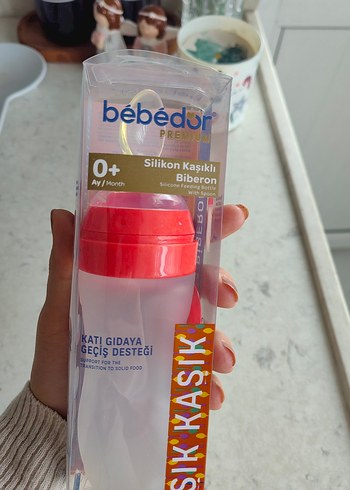 bébédor
PREMIUM
0+
Ay / Month
Silikon Kaşıklı
Biberon
Silicone Feeding Bottle
With Spoon
KATI GIDAYA
GEÇİŞ DESTEĞİ
SUPPORT FOR THE
TRANSITION TO SOLID FOOD
KAŞIK